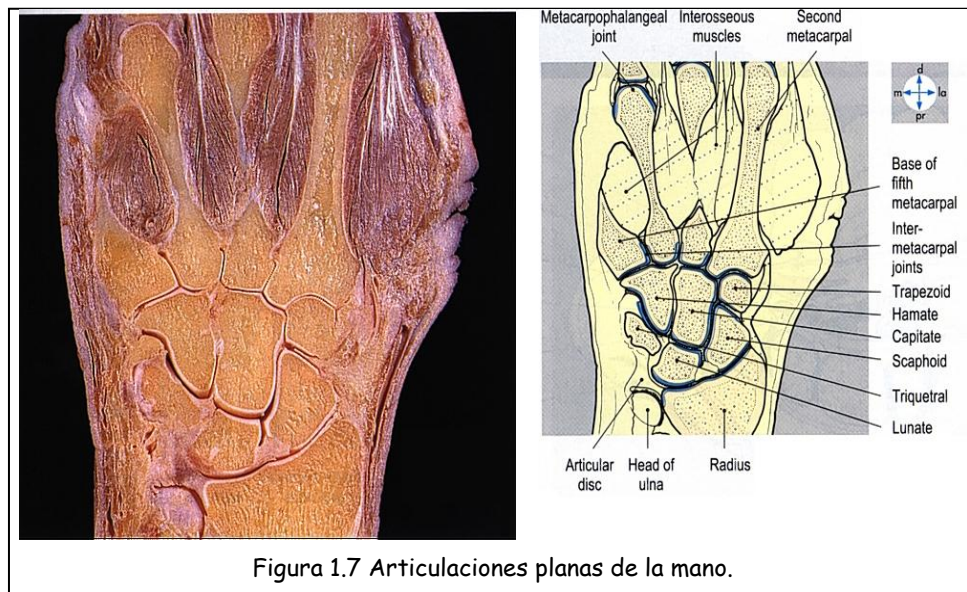 Metacarpophalangeal
joint
Interosseous
muscles
Second
metacarpal
d
m
la
pr
Base of
fifth
metacarpal
Inter-
metacarpal
joints
Trapezoid
Hamate
Capitate
Scaphoid
Triquetral
Lunate
Articular
disc
Head of
ulna
Radius
Figura 1.7 Articulaciones planas de la mano.